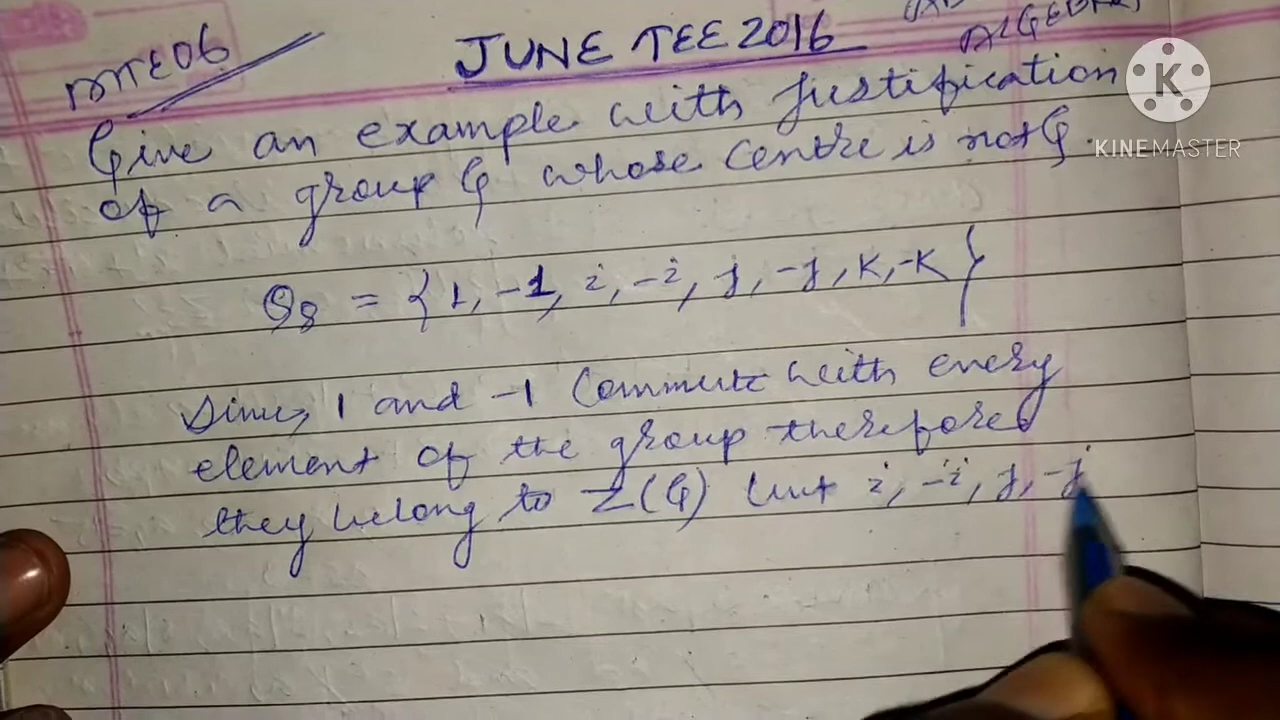 MTE06
JUNE TEE 2016
ALGEBRA)
K
KINEMASTER
Give an example with Justification
of a group G whose centre is not G.
Q8 = {1, -1, i, -i, j, -j, K, -K}
Since, 1 and -1 Commute with every
element of the group therefore
they belong to Z(G) but i, -i, j, -j